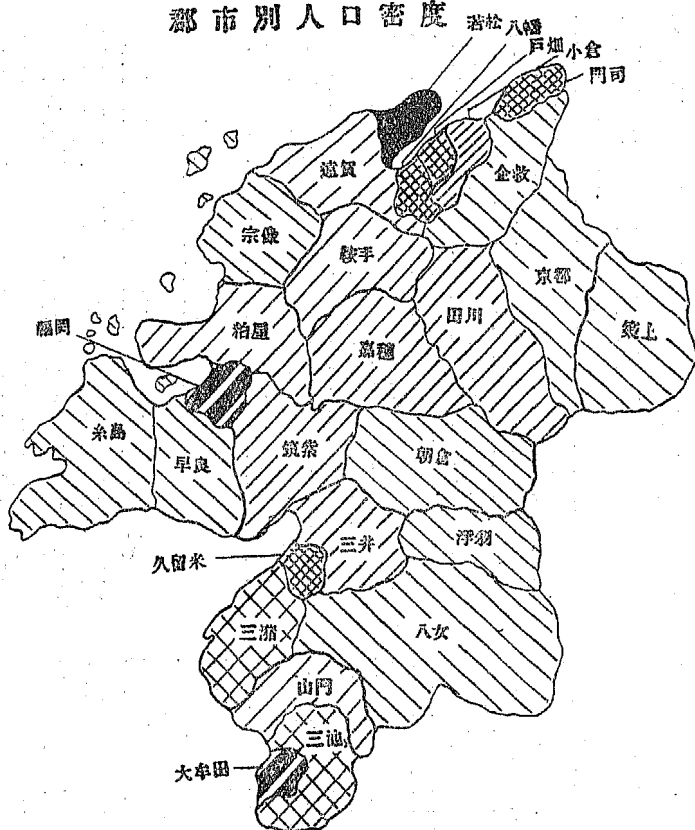 郡市別人口密度
若松
八幡
戸畑
小倉
門司
遠賀
企救
宗像
鞍手
京都
福岡
粕屋
田川
築上
嘉穂
糸島
早良
筑紫
朝倉
久留米
三井
浮羽
三潴
八女
山門
三池
大牟田